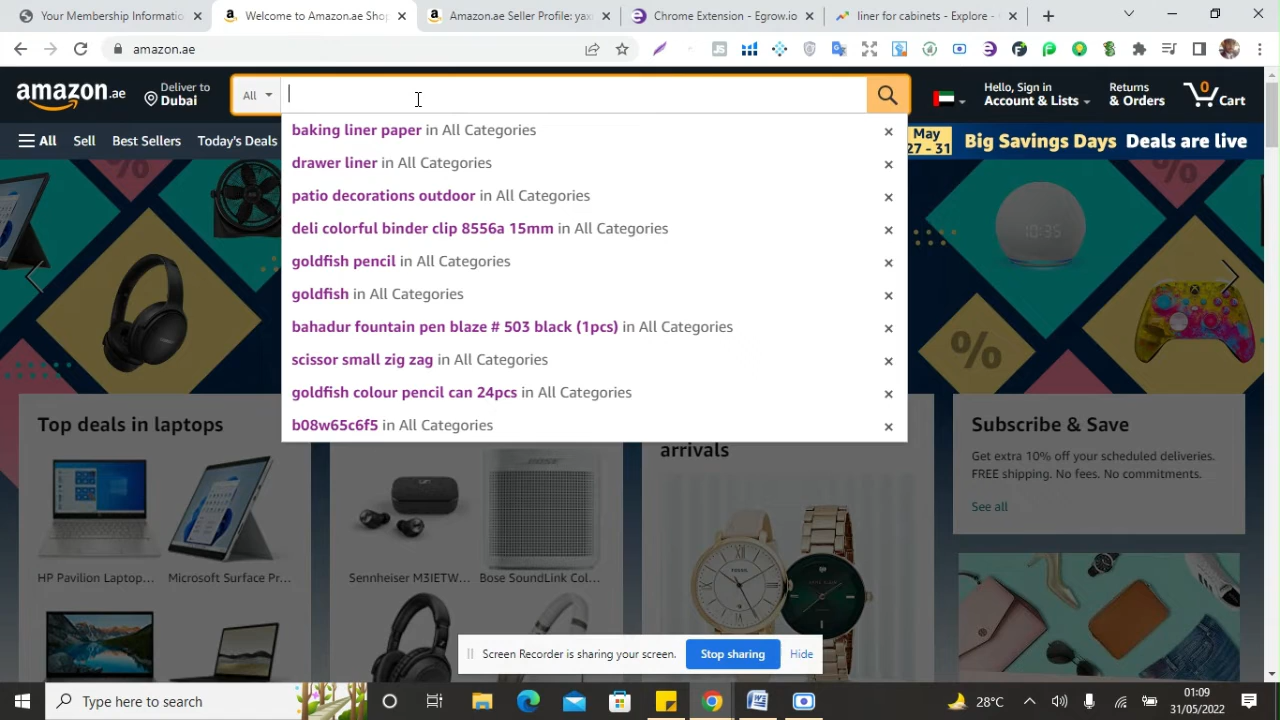 Your Membership Informatio
Welcome to Amazon.ae Sho
Amazon.ae Seller Profile: yax
Chrome Extension - Egrow.io
liner for cabinets - Explore -
amazon.ae
amazon.ae
Deliver to
Dubai
All
Hello, Sign in
Account & Lists
Returns
& Orders
0
Cart
All
Sell
Best Sellers
Today's Deals
May
27 - 31
Big Savings Days
Deals are live
baking liner paper in All Categories
drawer liner in All Categories
patio decorations outdoor in All Categories
deli colorful binder clip 8556a 15mm in All Categories
goldfish pencil in All Categories
goldfish in All Categories
bahadur fountain pen blaze # 503 black (1pcs) in All Categories
scissor small zig zag in All Categories
goldfish colour pencil can 24pcs in All Categories
b08w65c6f5 in All Categories
10:35
Top deals in laptops
HP Pavilion Laptop...
Microsoft Surface Pr...
BOSE
Sennheiser M3IETW...
Bose SoundLink Col...
arrivals
Subscribe & Save
Get extra 10% off your scheduled deliveries.
FREE shipping. No fees. No commitments.
See all
Screen Recorder is sharing your screen.
Stop sharing
Hide
Type here to search
28°C
01:09
31/05/2022